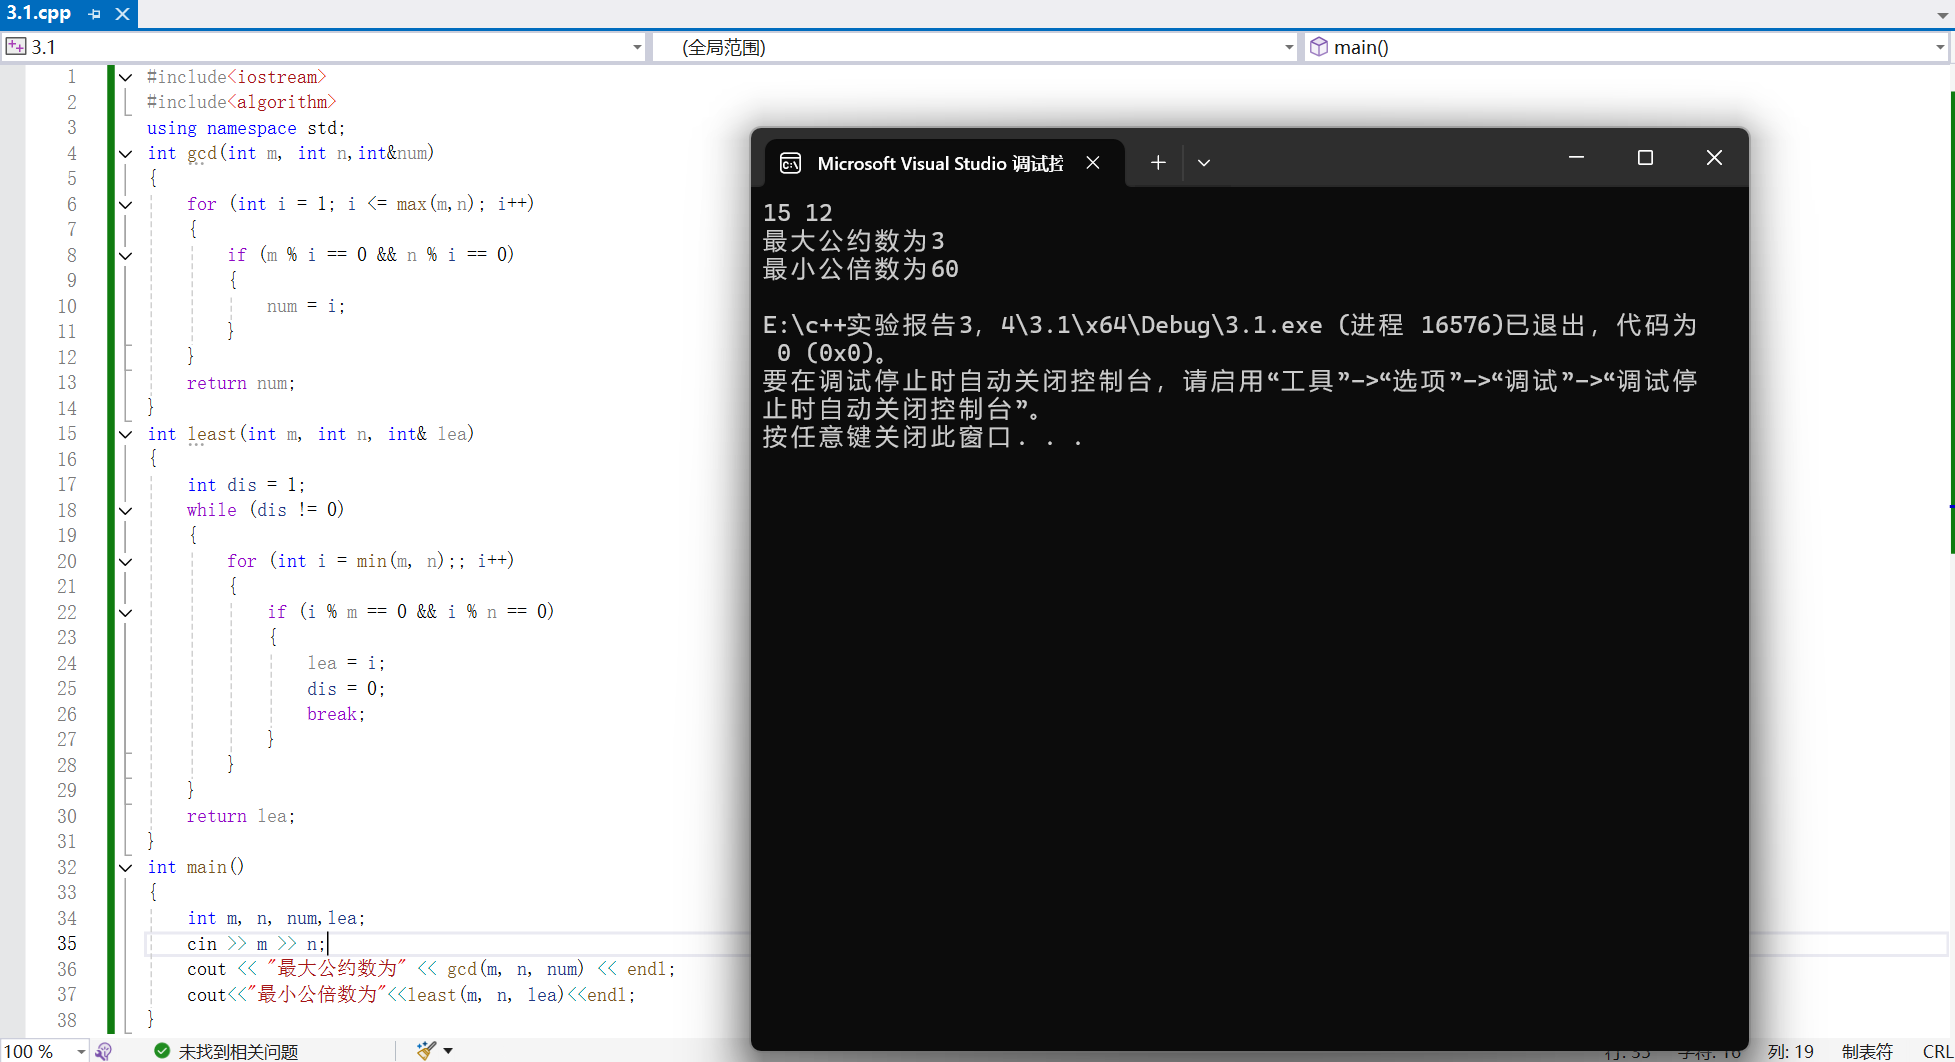 3.1.cpp
3.1
(全局范围)
main()
1 #include<iostream>
2 #include<algorithm>
3 using namespace std;
4 int gcd(int m, int n,int&num)
5 {
6 for (int i = 1; i <= max(m,n); i++)
7 {
8 if (m % i == 0 && n % i == 0)
9 {
10 num = i;
11 }
12 }
13 return num;
14 }
15 int least(int m, int n, int& lea)
16 {
17 int dis = 1;
18 while (dis != 0)
19 {
20 for (int i = min(m, n);; i++)
21 {
22 if (i % m == 0 && i % n == 0)
23 {
24 lea = i;
25 dis = 0;
26 break;
27 }
28 }
29 }
30 return lea;
31 }
32 int main()
33 {
34 int m, n, num,lea;
35 cin >> m >> n;
36 cout << "最大公约数为" << gcd(m, n, num) << endl;
37 cout<<"最小公倍数为"<<least(m, n, lea)<<endl;
38 }
Microsoft Visual Studio 调试控
15 12
最大公约数为3
最小公倍数为60
E:\c++实验报告3，4\3.1\x64\Debug\3.1.exe (进程 16576)已退出，代码为
0 (0x0)。
要在调试停止时自动关闭控制台，请启用“工具”->“选项”->“调试”->“调试停
止时自动关闭控制台”。
按任意键关闭此窗口. . .
100 %
未找到相关问题
列: 19
制表符
CRL